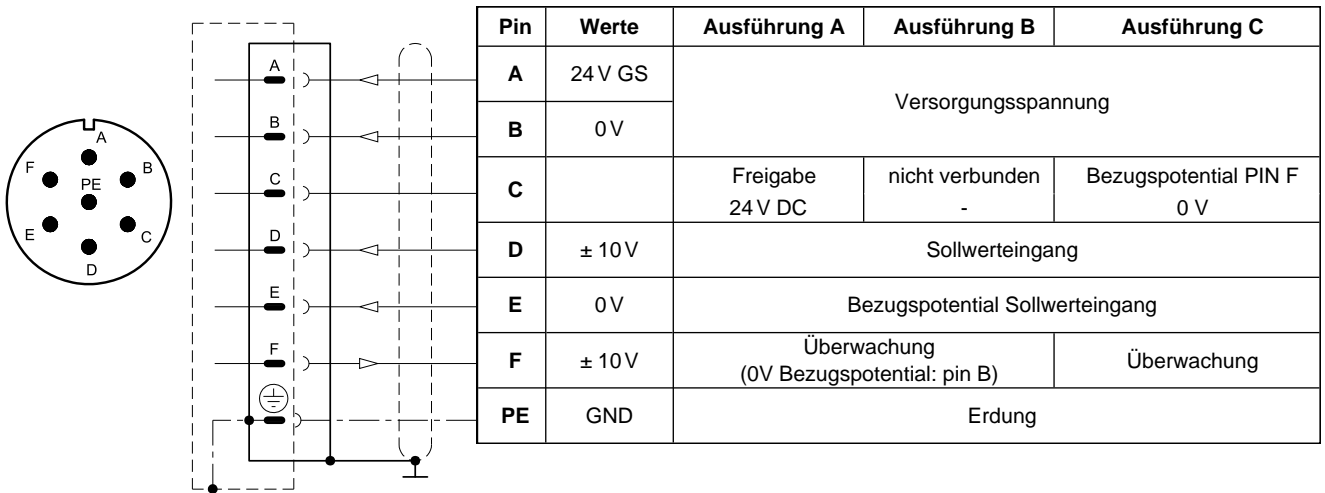 A
B
C
D
E
F
PE
A
B
C
D
E
F
Pin Werte Ausführung A Ausführung B Ausführung C
A 24 V GS Versorgungsspannung
B 0 V
C Freigabe nicht verbunden Bezugspotential PIN F
24 V DC - 0 V
D ± 10 V Sollwerteingang
E 0 V Bezugspotential Sollwerteingang
F ± 10 V Überwachung Überwachung
(0V Bezugspotential: pin B)
PE GND Erdung